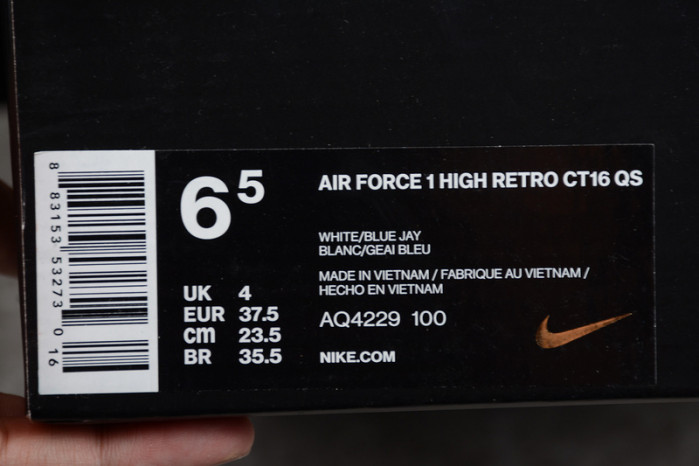 8 83153 53273 0 16
6 5
AIR FORCE 1 HIGH RETRO CT16 QS
WHITE/BLUE JAY
BLANC/GEAI BLEU
MADE IN VIETNAM / FABRIQUE AU VIETNAM /
HECHO EN VIETNAM
UK 4
EUR 37.5
cm 23.5
BR 35.5
AQ4229 100
NIKE.COM